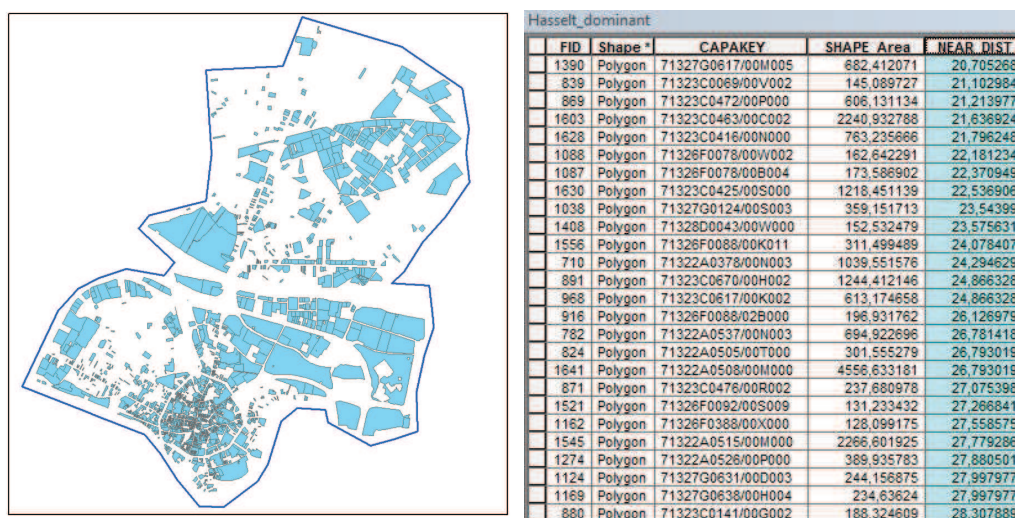 Hasselt_dominant
FID Shape * CAPAKEY SHAPE_Area NEAR_DIST
1390 Polygon 71327G0617/00M005 682,412071 20,705268
839 Polygon 71323C0069/00V002 145,089727 21,102984
869 Polygon 71323C0472/00P000 606,131134 21,213977
1603 Polygon 71323C0463/00C002 2240,932788 21,636924
1628 Polygon 71323C0416/00N000 763,235666 21,796248
1088 Polygon 71326F0078/00W002 162,642291 22,181234
1087 Polygon 71326F0078/00B004 173,586902 22,370949
1630 Polygon 71323C0425/00S000 1218,451139 22,536906
1038 Polygon 71327G0124/00S003 359,151713 23,54399
1408 Polygon 71328D0043/00W000 152,532479 23,575631
1556 Polygon 71326F0088/00K011 311,499489 24,078407
710 Polygon 71322A0378/00N003 1039,551576 24,294629
891 Polygon 71323C0670/00H002 1244,412146 24,866328
968 Polygon 71323C0617/00K002 613,174658 24,866328
916 Polygon 71326F0088/02B000 196,931762 26,126979
782 Polygon 71322A0537/00N003 694,922696 26,781418
824 Polygon 71322A0505/00T000 301,555279 26,793019
1641 Polygon 71322A0508/00M000 4556,633181 26,793019
871 Polygon 71323C0476/00R002 237,680978 27,075398
1521 Polygon 71326F0092/00S009 131,233432 27,266841
1162 Polygon 71326F0388/00X000 128,099175 27,558575
1545 Polygon 71322A0515/00M000 2266,601925 27,779286
1274 Polygon 71322A0526/00P000 389,935783 27,880501
1124 Polygon 71327G0631/00D003 244,156875 27,997977
1169 Polygon 71327G0638/00H004 234,63624 27,997977
880 Polygon 71323C0141/00G002 188,324609 28,307889